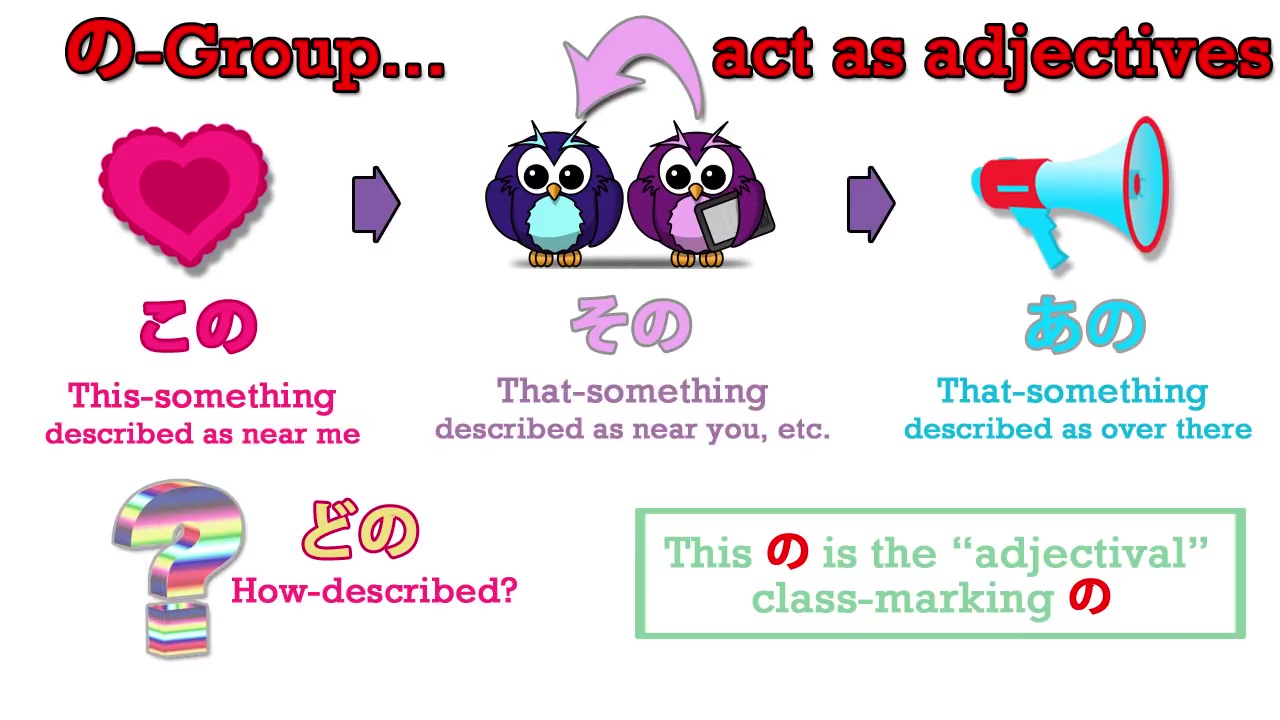 の-Group... act as adjectives
この
その
あの
This-something
described as near me
That-something
described as near you, etc.
That-something
described as over there
?
どの
How-described?
This の is the “adjectival”
class-marking の